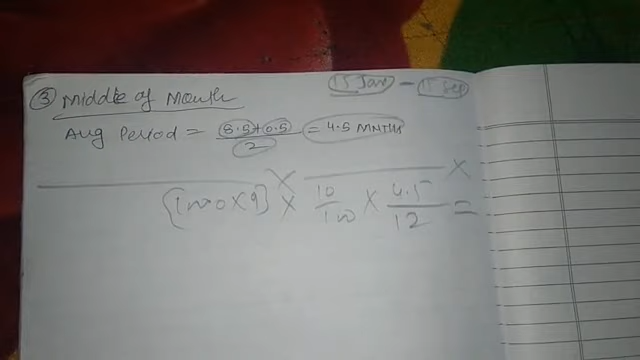 15 Jan - 15 Sep
③ Middle of Month
Avg Period = (8.5+0.5)/2 = 4.5 MNTHS
[1000 x 9] x 10/100 x 4.5/12 =